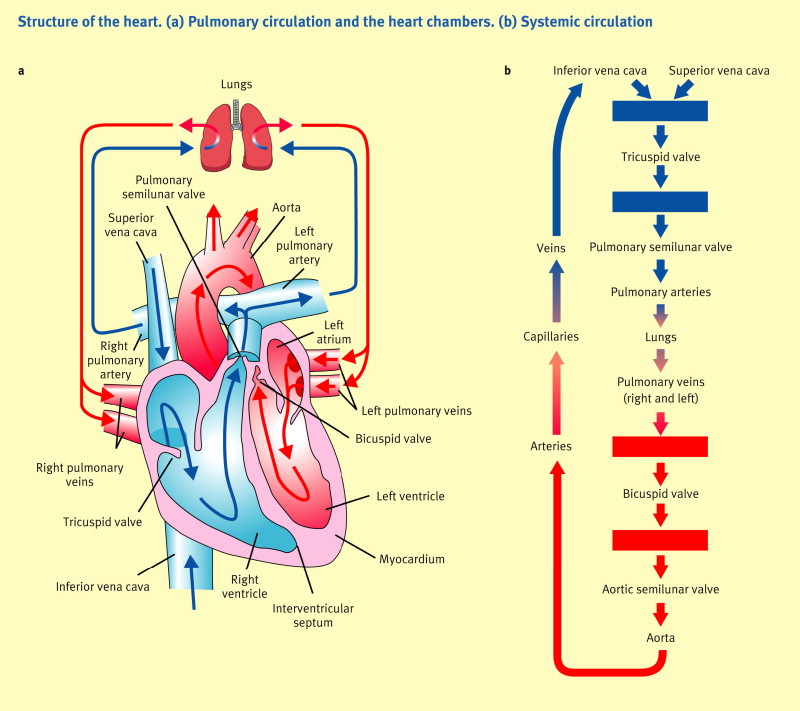 Structure of the heart. (a) Pulmonary circulation and the heart chambers. (b) Systemic circulation
a
Lungs
Pulmonary
semilunar valve
Superior
vena cava
Aorta
Left
pulmonary
artery
Right
pulmonary
artery
Left
atrium
Left pulmonary veins
Bicuspid valve
Right pulmonary
veins
Left ventricle
Tricuspid valve
Myocardium
Inferior vena cava
Right
ventricle
Interventricular
septum
b
Inferior vena cava
Superior vena cava
Tricuspid valve
Veins
Pulmonary semilunar valve
Pulmonary arteries
Capillaries
Lungs
Pulmonary veins
(right and left)
Arteries
Bicuspid valve
Aortic semilunar valve
Aorta